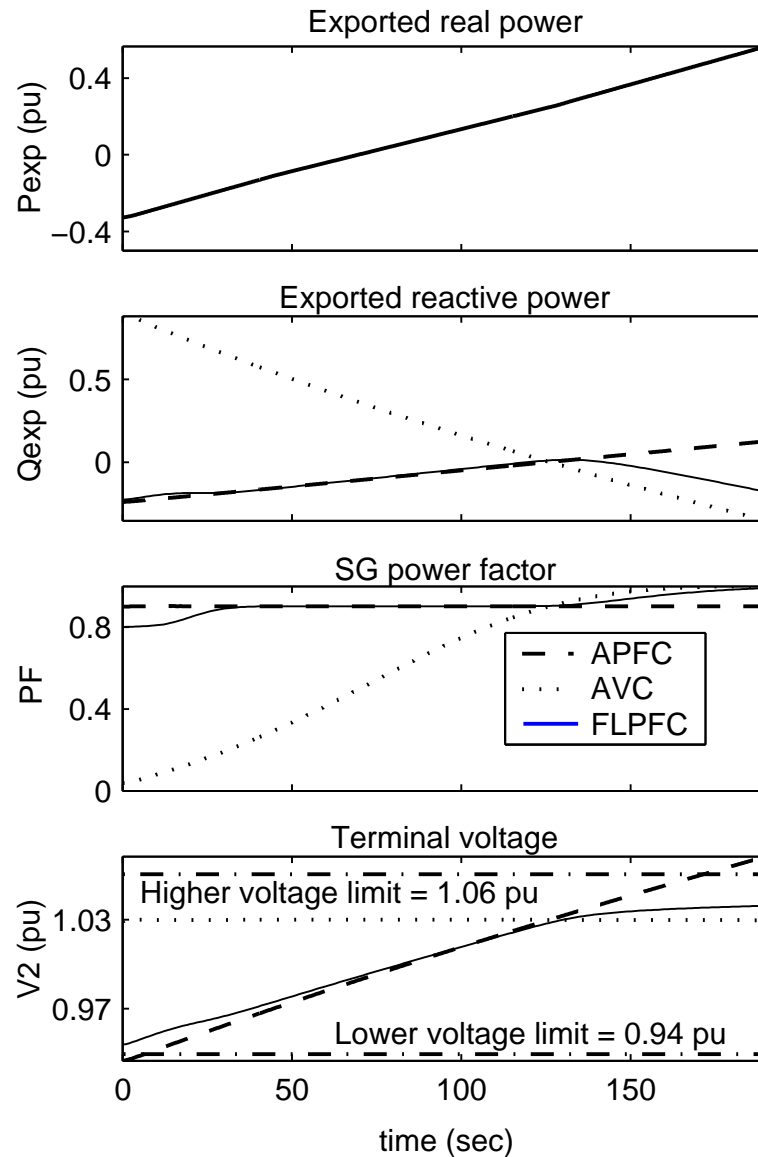 Exported real power
Pexp (pu)
0.4
0
−0.4
Exported reactive power
Qexp (pu)
0.5
0
SG power factor
PF
0.8
0.4
0
APFC
AVC
FLPFC
Terminal voltage
V2 (pu)
Higher voltage limit = 1.06 pu
1.03
0.97
Lower voltage limit = 0.94 pu
0 50 100 150
time (sec)